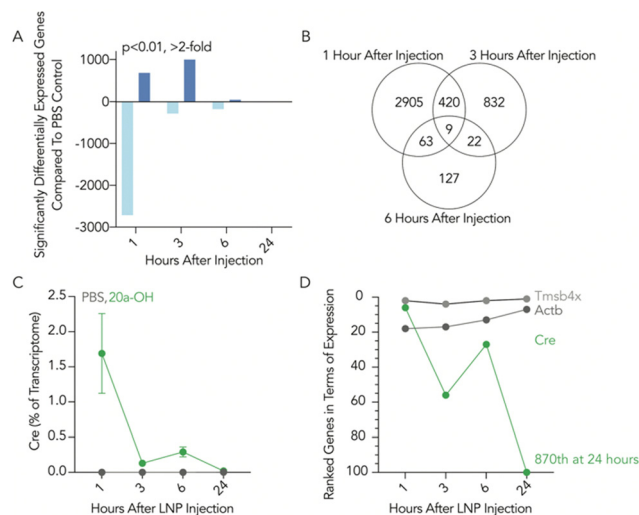 A
Significantly Differentially Expressed Genes
Compared To PBS Control
p<0.01, >2-fold
1000
0
-1000
-2000
-3000
1
3
6
24
Hours After Injection
B
1 Hour After Injection
3 Hours After Injection
2905
420
832
9
63
22
127
6 Hours After Injection
C
PBS, 20a-OH
Cre (% of Transcriptome)
2.5
2.0
1.5
1.0
0.5
0.0
1
3
6
24
Hours After LNP Injection
D
Ranked Genes in Terms of Expression
0
20
40
60
80
100
Tmsb4x
Actb
Cre
870th at 24 hours
1
3
6
24
Hours After LNP Injection